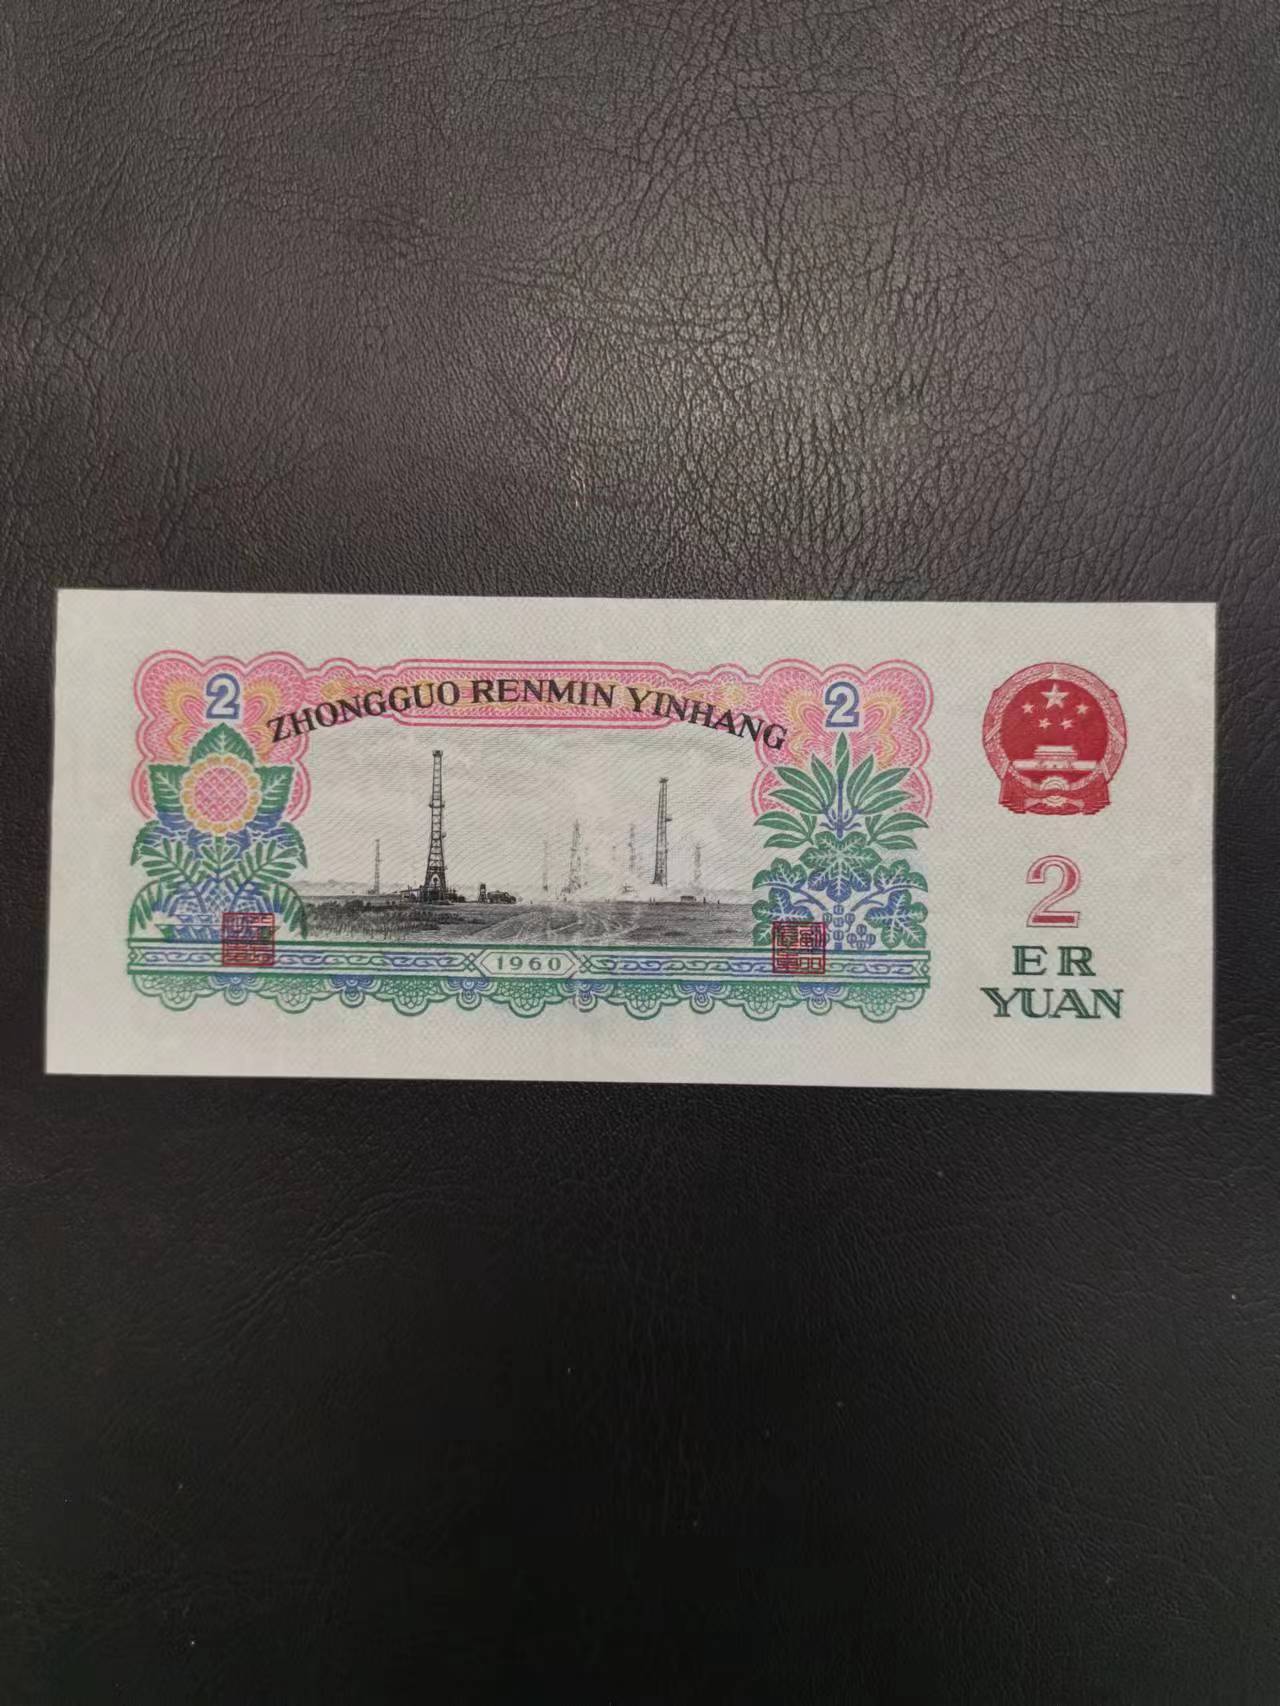 2 2
ZHONGGUO RENMIN YINHANG
1960
2
ER
YUAN